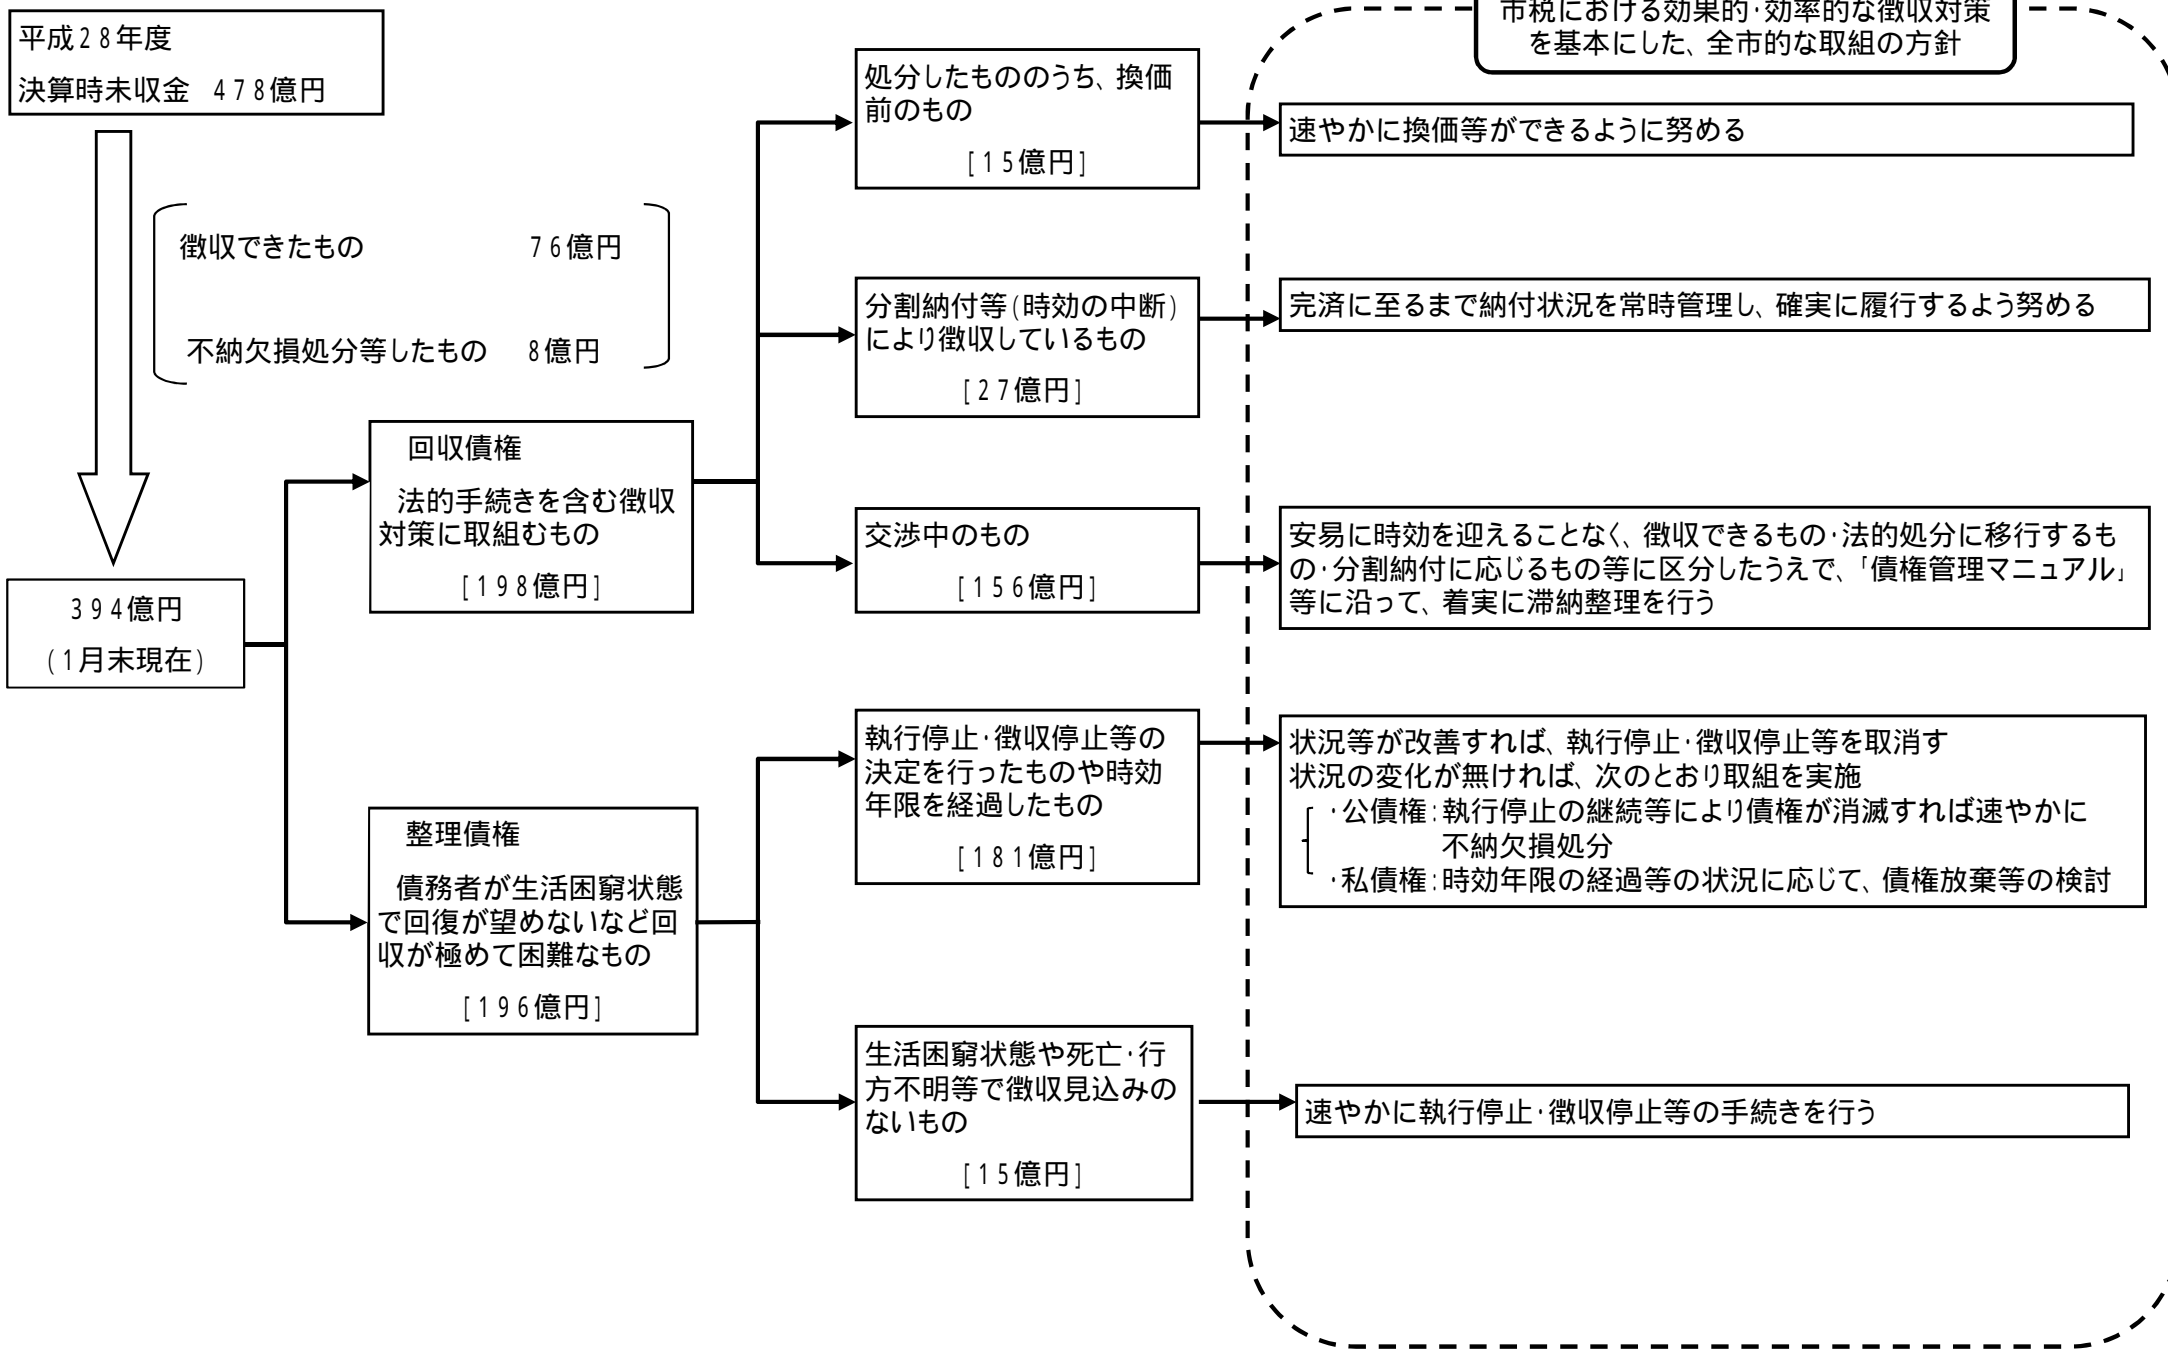 市税における効果的・効率的な徴収対策
を基本にした、全市的な取組の方針
平成28年度
決算時未収金 478億円
徴収できたもの 76億円
不納欠損処分等したもの 8億円
394億円
(1月末現在)
回収債権
法的手続きを含む徴収
対策に取組むもの
[198億円]
整理債権
債務者が生活困窮状態
で回復が望めないなど回
収が極めて困難なもの
[196億円]
処分したもののうち、換価
前のもの
[15億円]
速やかに換価等ができるように努める
分割納付等(時効の中断)
により徴収しているもの
[27億円]
完済に至るまで納付状況を常時管理し、確実に履行するよう努める
交渉中のもの
[156億円]
安易に時効を迎えることなく、徴収できるもの・法的処分に移行するも
の・分割納付に応じるもの等に区分したうえで、「債権管理マニュアル」
等に沿って、着実に滞納整理を行う
執行停止・徴収停止等の
決定を行ったものや時効
年限を経過したもの
[181億円]
状況等が改善すれば、執行停止・徴収停止等を取消す
状況の変化が無ければ、次のとおり取組を実施
・公債権:執行停止の継続等により債権が消滅すれば速やかに
不納欠損処分
・私債権:時効年限の経過等の状況に応じて、債権放棄等の検討
生活困窮状態や死亡・行
方不明等で徴収見込みの
ないもの
[15億円]
速やかに執行停止・徴収停止等の手続きを行う